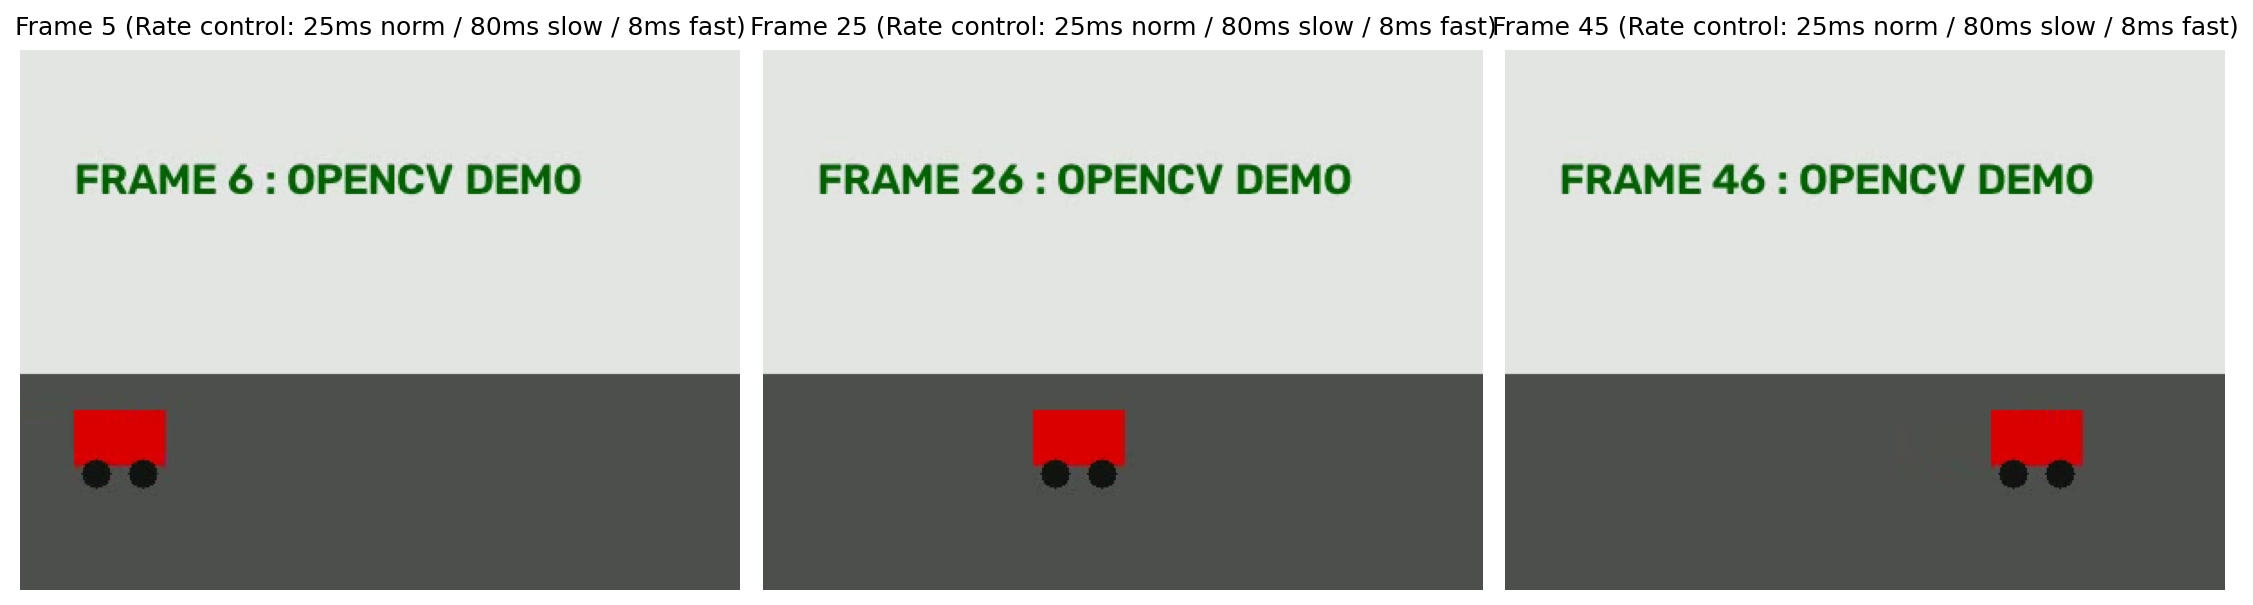 Frame 5 (Rate control: 25ms norm / 80ms slow / 8ms fast)
Frame 25 (Rate control: 25ms norm / 80ms slow / 8ms fast)
Frame 45 (Rate control: 25ms norm / 80ms slow / 8ms fast)
FRAME 6 : OPENCV DEMO
FRAME 26 : OPENCV DEMO
FRAME 46 : OPENCV DEMO